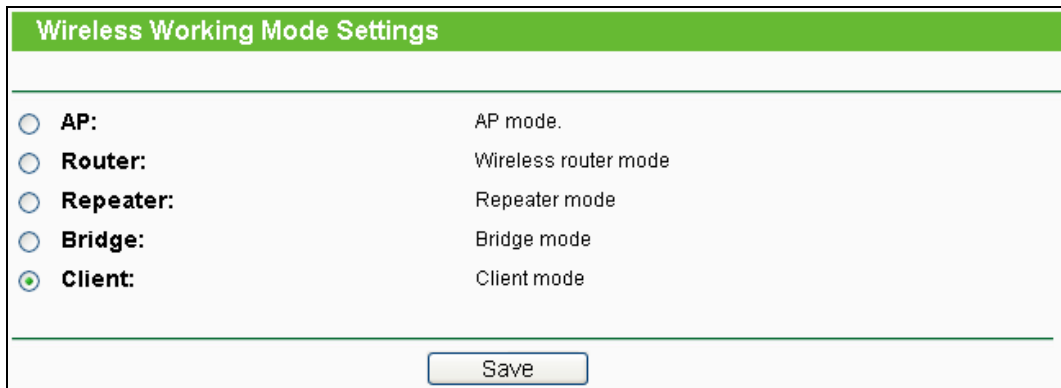 Wireless Working Mode Settings
AP: AP mode.
Router: Wireless router mode
Repeater: Repeater mode
Bridge: Bridge mode
Client: Client mode
Save